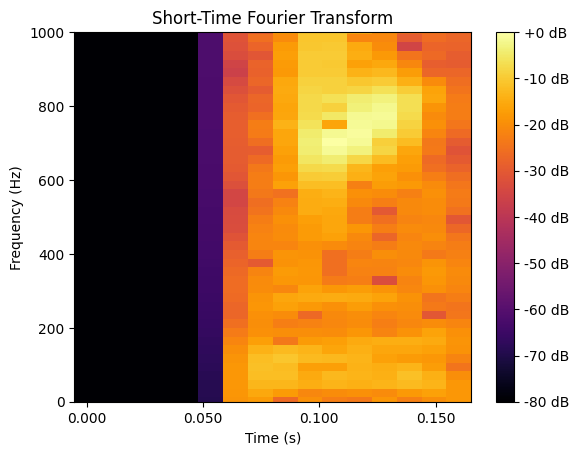 Short-Time Fourier Transform
1000
800
600
400
200
0
Frequency (Hz)
0.000
0.050
0.100
0.150
Time (s)
+0 dB
-10 dB
-20 dB
-30 dB
-40 dB
-50 dB
-60 dB
-70 dB
-80 dB